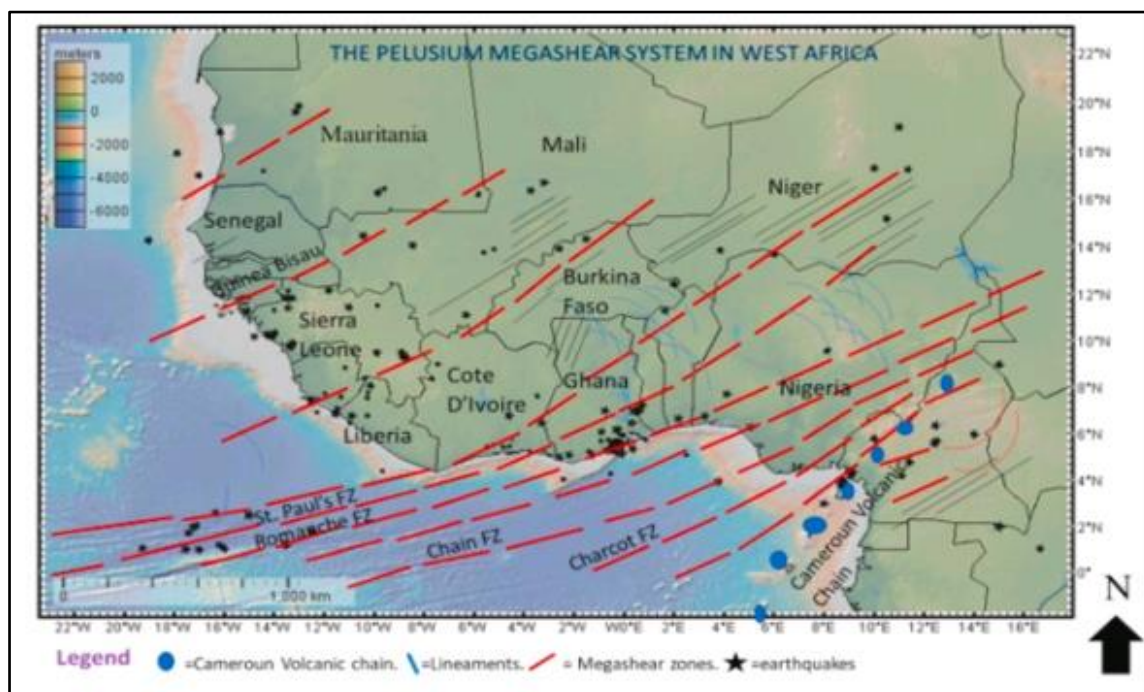 THE PELUSIUM MEGASHEAR SYSTEM IN WEST AFRICA
meters
2000
0
-2000
-4000
-6000
22°N
20°N
18°N
16°N
14°N
12°N
10°N
8°N
6°N
4°N
2°N
0°
Mauritania
Mali
Niger
Senegal
Guinea Bisau
Burkina
Faso
Sierra
Leone
Cote
D'Ivoire
Ghana
Nigeria
Liberia
St. Paul's FZ
Romanche FZ
Chain FZ
Charcot FZ
Cameroun Volcanic
Chain
0 1,000 km
N
22°W 20°W 18°W 16°W 14°W 12°W 10°W 8°W 6°W 4°W 2°W 0°E 2°E 4°E 6°E 8°E 10°E 12°E 14°E 16°E
Legend =Cameroun Volcanic chain. =Lineaments. = Megashear zones. =earthquakes